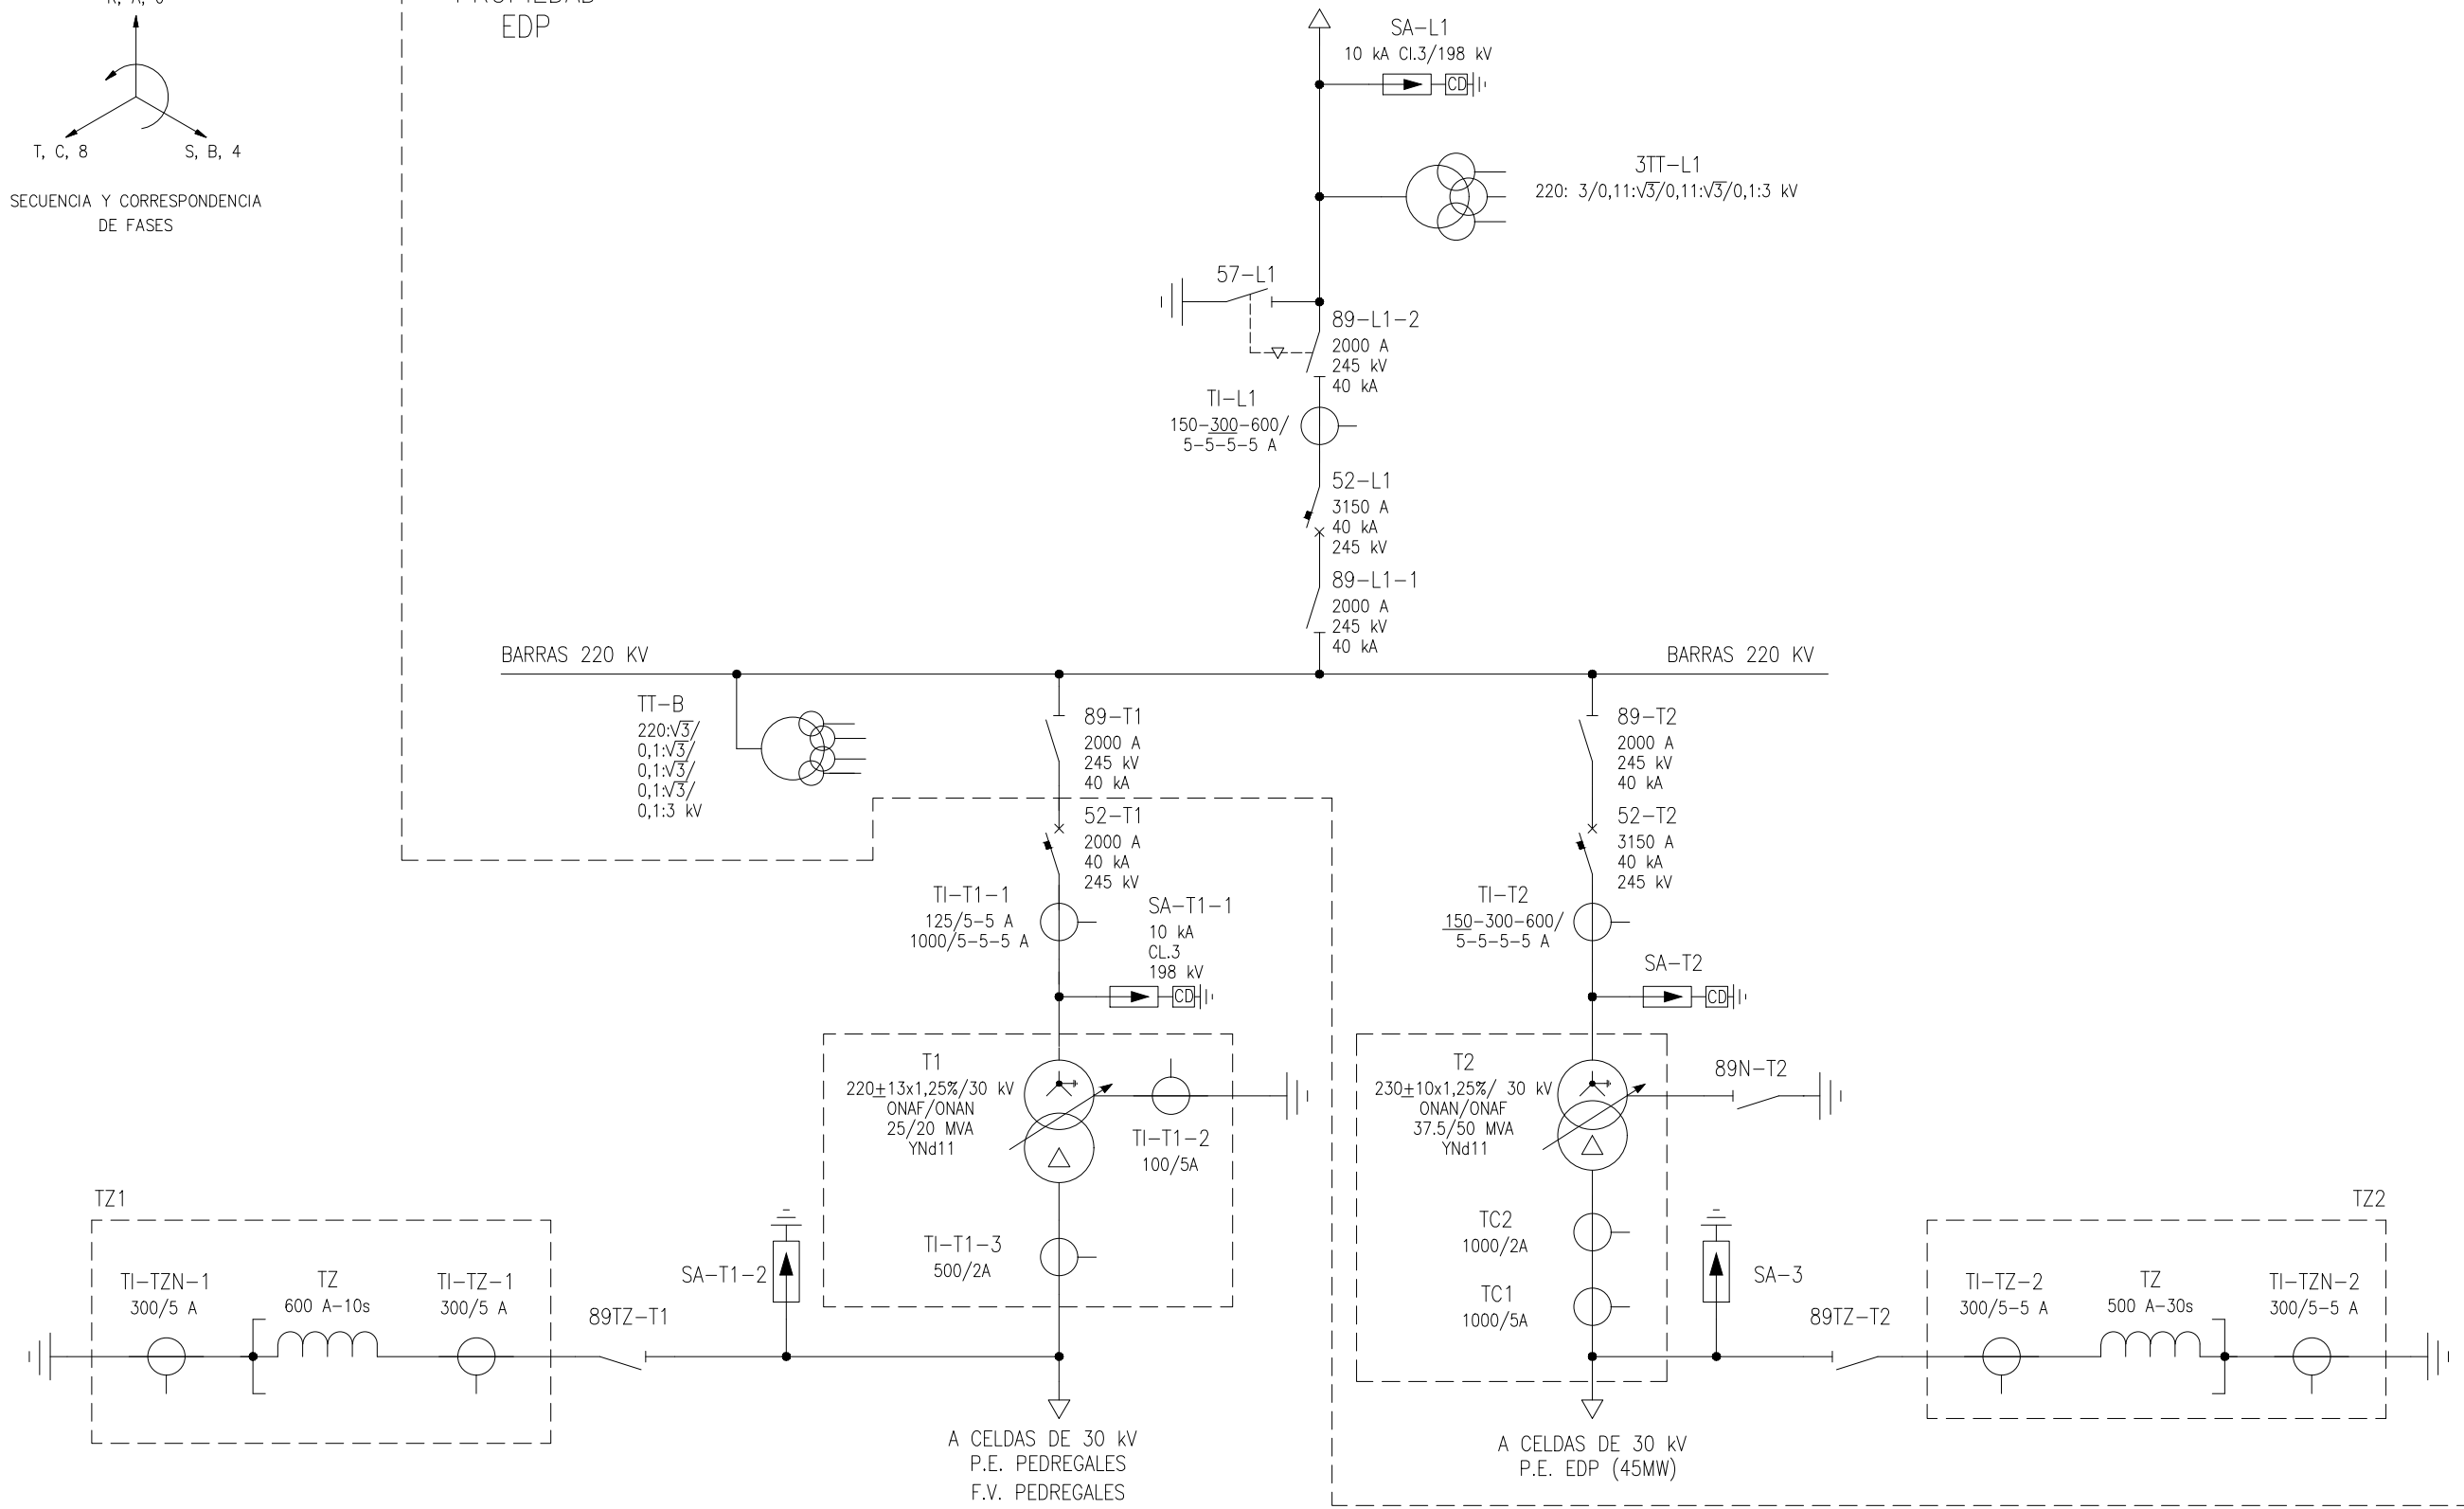 EDP
T, C, 8
S, B, 4
SECUENCIA Y CORRESPONDENCIA
DE FASES
SA-L1
10 kA Cl.3/198 kV
CD
3TT-L1
220: 3/0,11:√3/0,11:√3/0,1:3 kV
57-L1
89-L1-2
2000 A
245 kV
40 kA
TI-L1
150-300-600/
5-5-5-5 A
52-L1
3150 A
40 kA
245 kV
89-L1-1
2000 A
245 kV
40 kA
BARRAS 220 KV
BARRAS 220 KV
TT-B
220:√3/
0,1:√3/
0,1:√3/
0,1:√3/
0,1:3 kV
89-T1
2000 A
245 kV
40 kA
89-T2
2000 A
245 kV
40 kA
52-T1
2000 A
40 kA
245 kV
52-T2
3150 A
40 kA
245 kV
TI-T1-1
125/5-5 A
1000/5-5-5 A
SA-T1-1
10 kA
CL.3
198 kV
CD
TI-T2
150-300-600/
5-5-5-5 A
SA-T2
CD
T1
220±13x1,25%/30 kV
ONAF/ONAN
25/20 MVA
YNd11
TI-T1-2
100/5A
T2
230±10x1,25%/ 30 kV
ONAN/ONAF
37.5/50 MVA
YNd11
89N-T2
TZ1
TI-TZN-1
300/5 A
TZ
600 A-10s
TI-TZ-1
300/5 A
89TZ-T1
SA-T1-2
TI-T1-3
500/2A
TC2
1000/2A
TC1
1000/5A
SA-3
89TZ-T2
TZ2
TI-TZ-2
300/5-5 A
TZ
500 A-30s
TI-TZN-2
300/5-5 A
A CELDAS DE 30 kV
P.E. PEDREGALES
F.V. PEDREGALES
A CELDAS DE 30 kV
P.E. EDP (45MW)